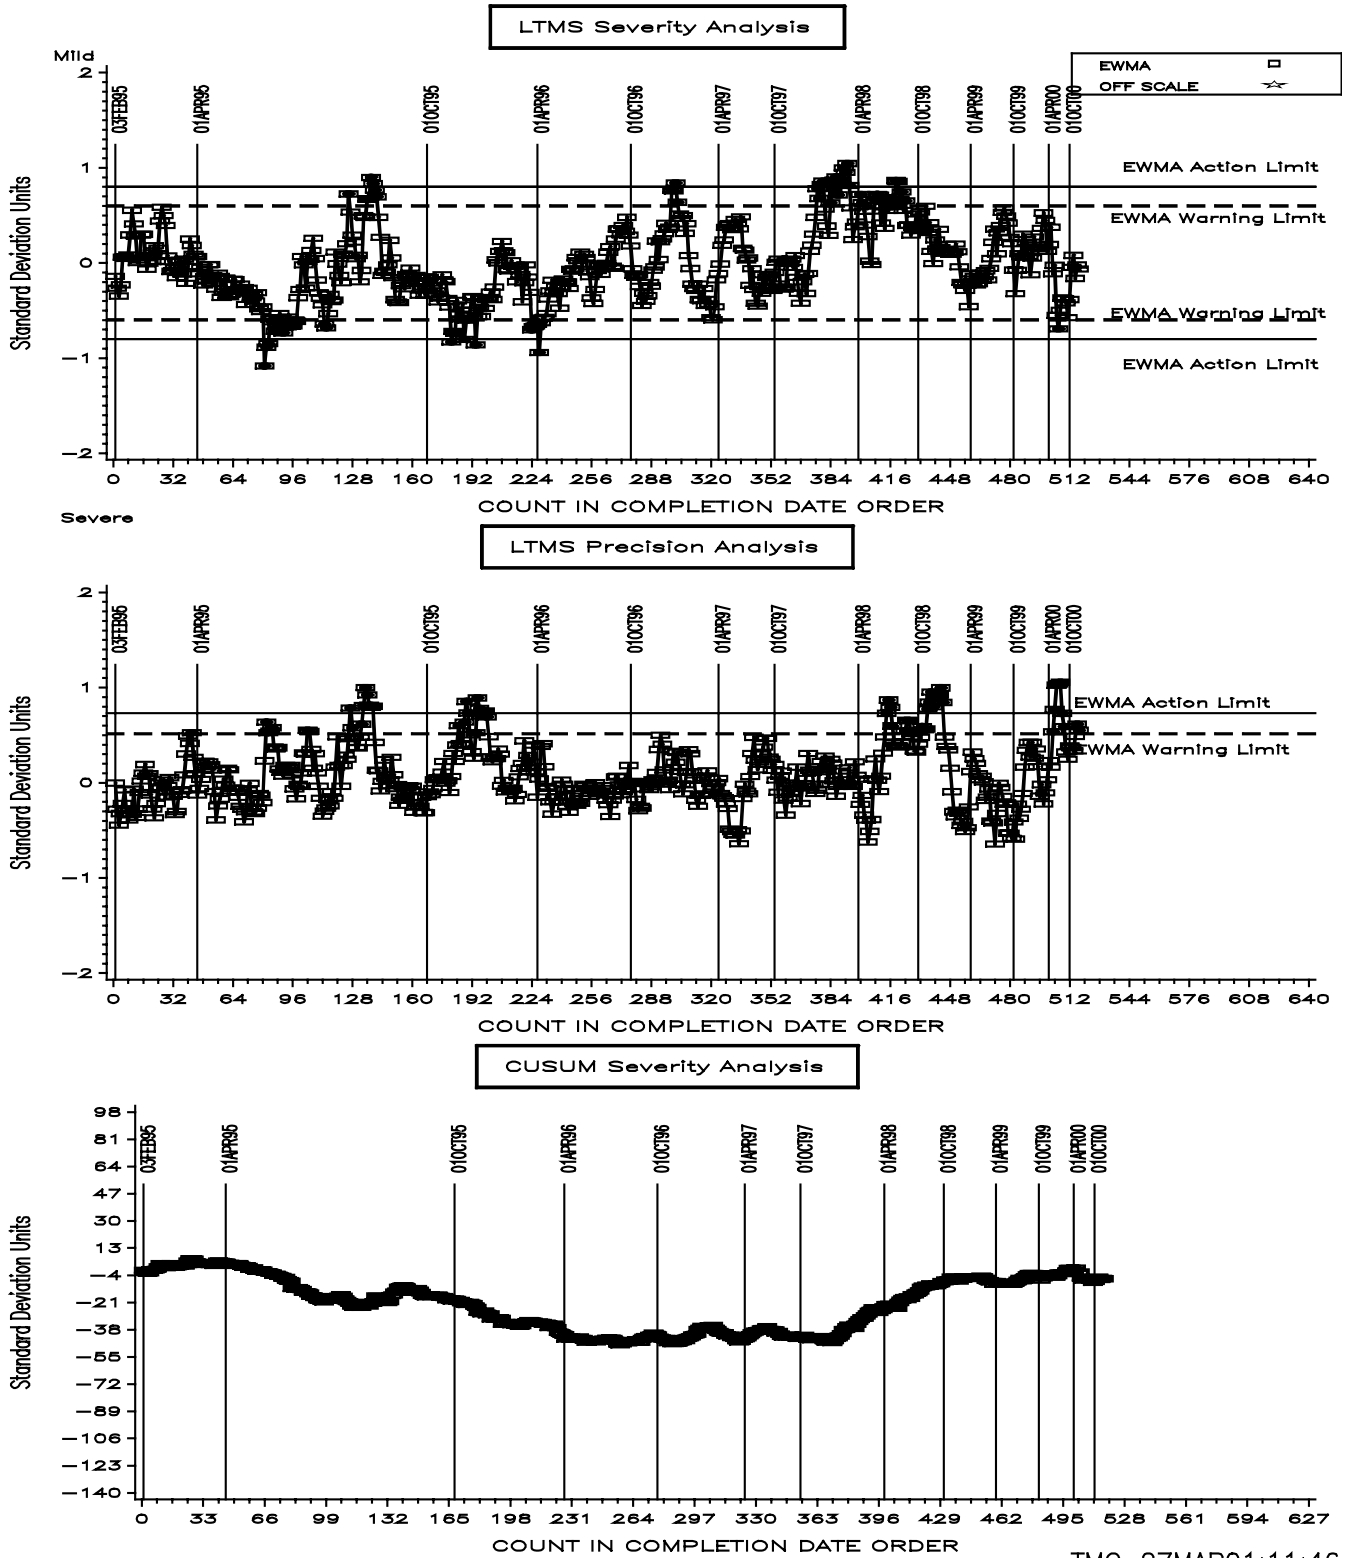 LTMS Severity Analysis
Mild
EWMA
OFF SCALE
03FEB95 01APR95 01OCT95 01APR96 01OCT96 01APR97 01OCT97 01APR98 01OCT98 01APR99 01OCT99 01APR00 01OCT00
2
1
0
-1
-2
Standard Deviation Units
EWMA Action Limit
EWMA Warning Limit
EWMA Warning Limit
EWMA Action Limit
0 32 64 96 128 160 192 224 256 288 320 352 384 416 448 480 512 544 576 608 640
COUNT IN COMPLETION DATE ORDER
Severe
LTMS Precision Analysis
03FEB95 01APR95 01OCT95 01APR96 01OCT96 01APR97 01OCT97 01APR98 01OCT98 01APR99 01OCT99 01APR00 01OCT00
2
1
0
-1
-2
Standard Deviation Units
EWMA Action Limit
EWMA Warning Limit
0 32 64 96 128 160 192 224 256 288 320 352 384 416 448 480 512 544 576 608 640
COUNT IN COMPLETION DATE ORDER
CUSUM Severity Analysis
03FEB95 01APR95 01OCT95 01APR96 01OCT96 01APR97 01OCT97 01APR98 01OCT98 01APR99 01OCT99 01APR00 01OCT00
98
81
64
47
30
13
-4
-21
-38
-55
-72
-89
-106
-123
-140
Standard Deviation Units
0 33 66 99 132 165 198 231 264 297 330 363 396 429 462 495 528 561 594 627
COUNT IN COMPLETION DATE ORDER